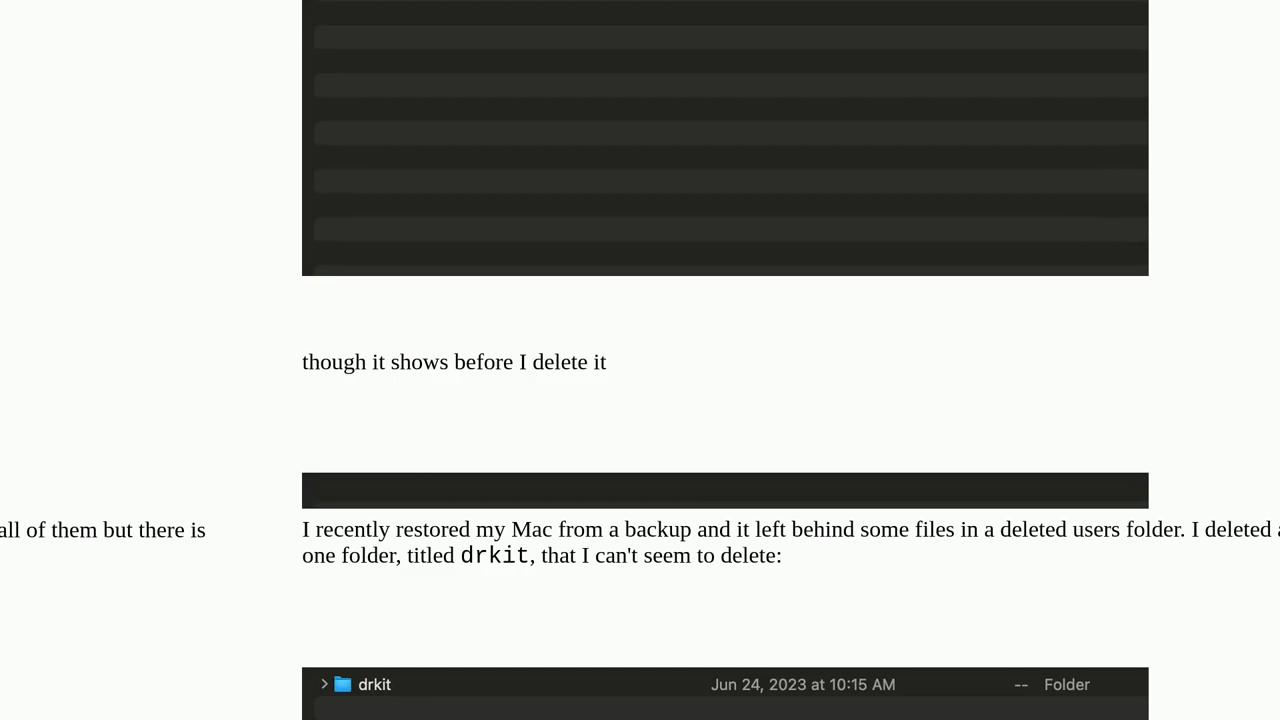 though it shows before I delete it
all of them but there is
I recently restored my Mac from a backup and it left behind some files in a deleted users folder. I deleted a
one folder, titled drkit, that I can't seem to delete:
drkit Jun 24, 2023 at 10:15 AM -- Folder